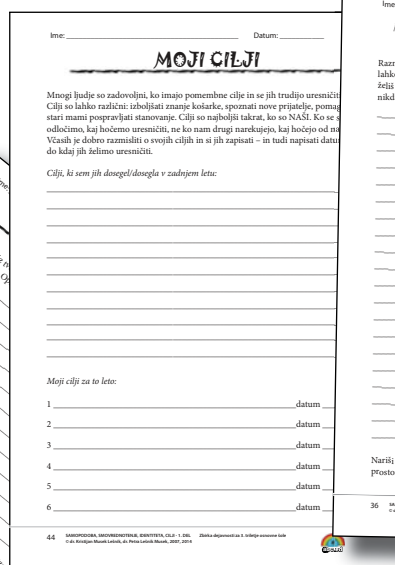 Ime: Datum:
MOJI CILJI
Mnogi ljudje so zadovoljni, ko imajo pomembne cilje in se jih trudijo uresničiti
Cilji so lahko različni: izboljšati znanje košarke, spoznati nove prijatelje, pomag
stari mami pospravljati stanovanje. Cilji so najboljši takrat, ko so NAŠI. Ko se s
odločimo, kaj hočemo uresničiti, ne ko nam drugi narekujejo, kaj hočejo od na
Včasih je dobro razmisliti o svojih ciljih in si jih zapisati – in tudi napisati datu
do kdaj jih želimo uresničiti.
Cilji, ki sem jih dosegel/dosegla v zadnjem letu:
Moji cilji za to leto:
1 datum
2 datum
3 datum
4 datum
5 datum
6 datum
44 SAMOPODOBA, SMOVREDNOTENJE, IDENTITETA, CILJI - 1. DEL Zbirka dejavnosti za 3. triletje osnovne šole
© dr. Kristijan Musek Lešnik, dr. Petra Lešnik Musek, 2007, 2014
Ime
Razm
lahko
želiš
nikd
Nariši
prosto
36